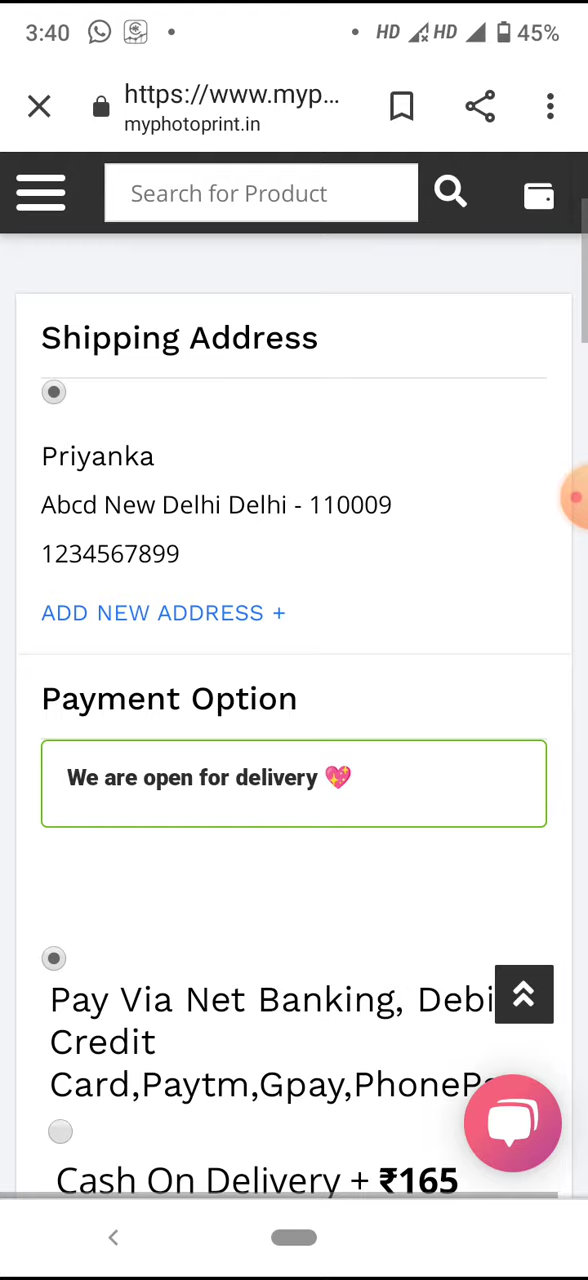 3:40 HD HD 45%
https://www.myp...
myphotoprint.in
Search for Product
Shipping Address
Priyanka
Abcd New Delhi Delhi - 110009
1234567899
ADD NEW ADDRESS +
Payment Option
We are open for delivery 💖
Pay Via Net Banking, Debi
Credit
Card,Paytm,Gpay,PhonePa
Cash On Delivery + ₹165